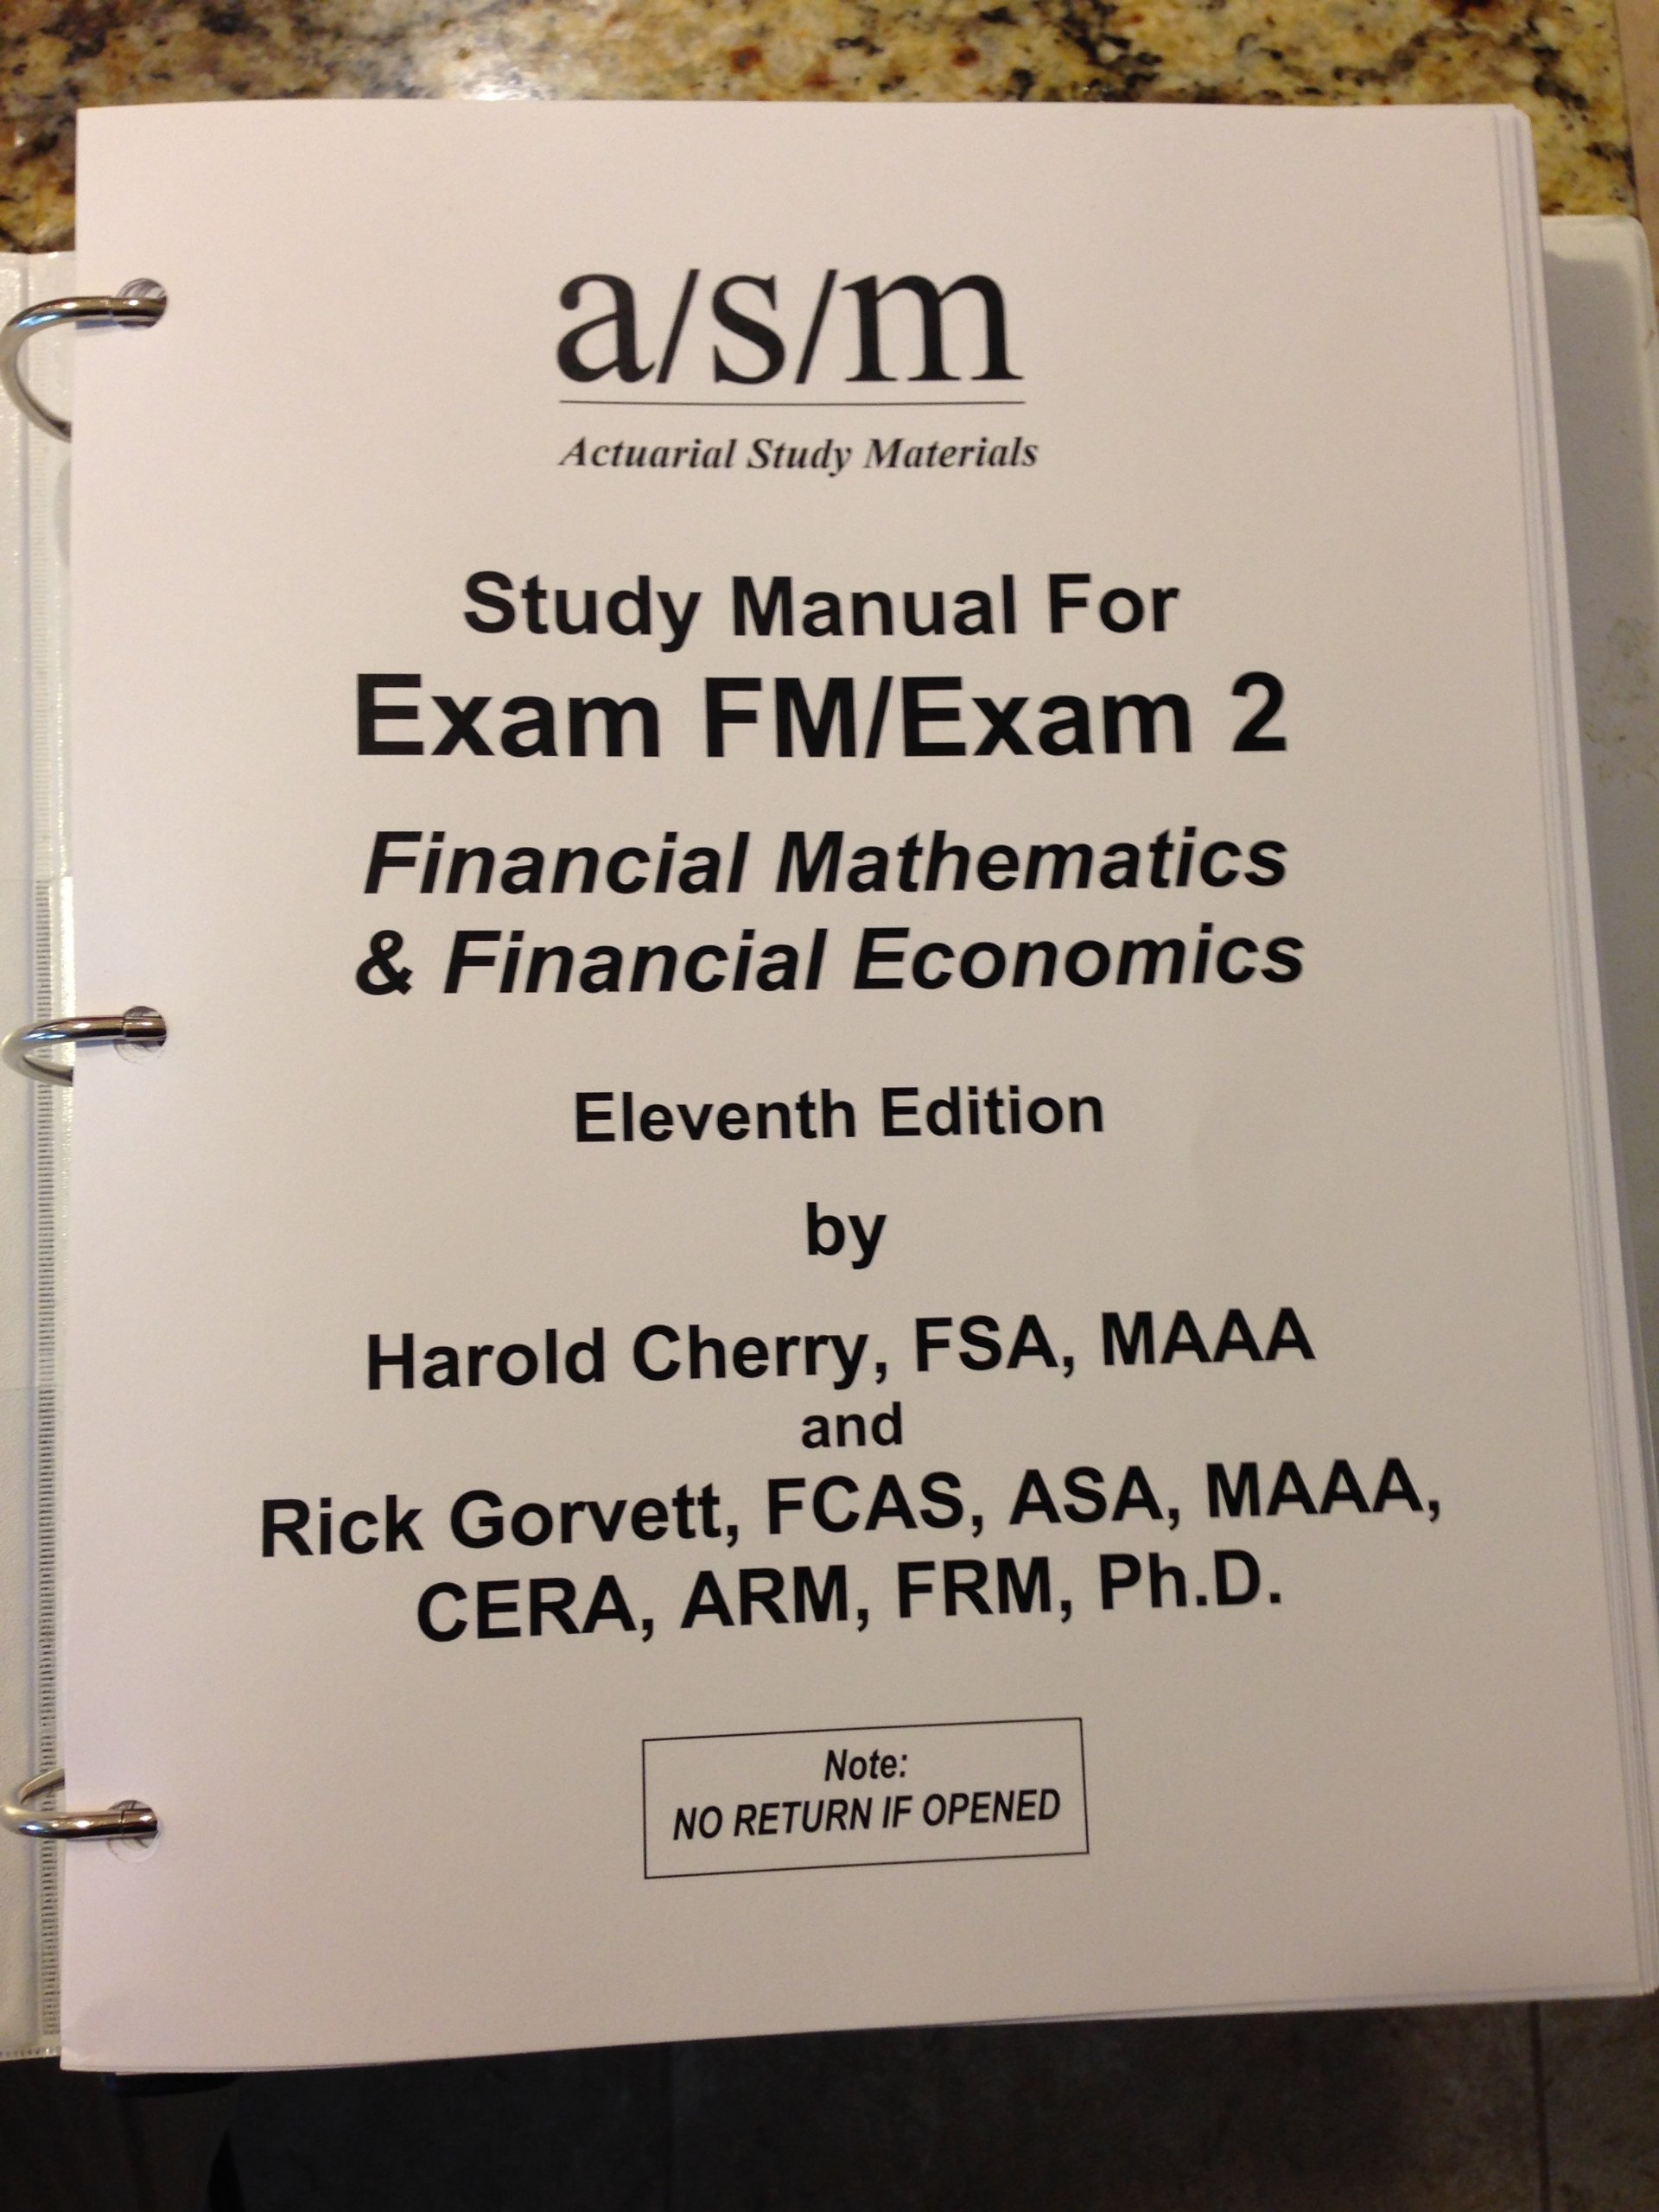 a/s/m
Actuarial Study Materials
Study Manual For
Exam FM/Exam 2
Financial Mathematics
& Financial Economics
Eleventh Edition
by
Harold Cherry, FSA, MAAA
and
Rick Gorvett, FCAS, ASA, MAAA,
CERA, ARM, FRM, Ph.D.
Note:
NO RETURN IF OPENED